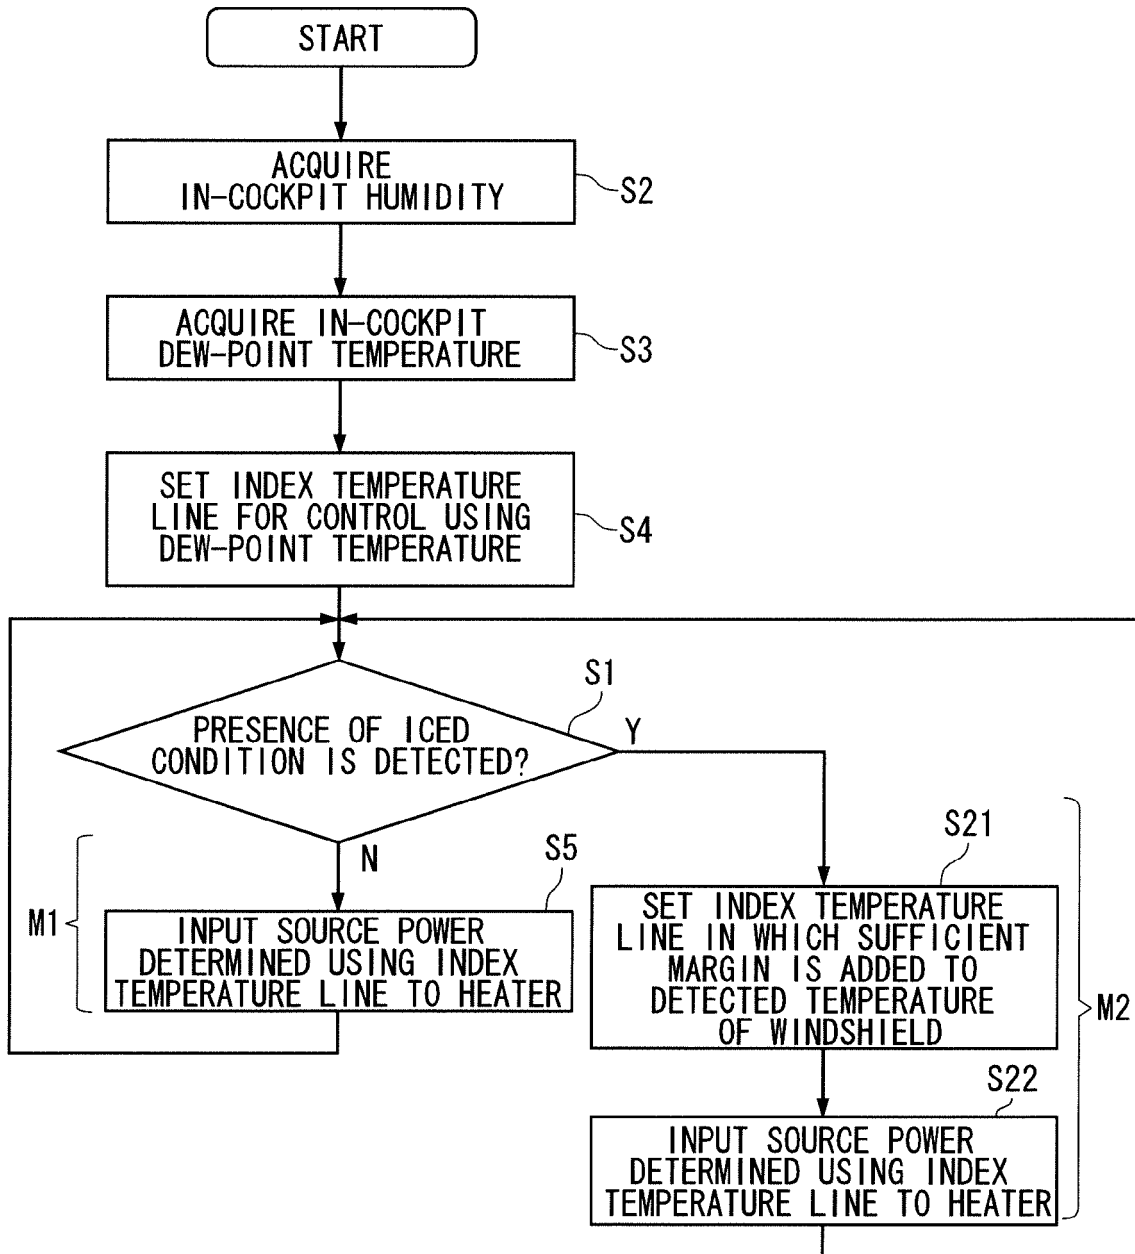 START
ACQUIRE
IN-COCKPIT HUMIDITY
S2
ACQUIRE IN-COCKPIT
DEW-POINT TEMPERATURE
S3
SET INDEX TEMPERATURE
LINE FOR CONTROL USING
DEW-POINT TEMPERATURE
S4
S1
PRESENCE OF ICED
CONDITION IS DETECTED?
Y
N
M1
S5
INPUT SOURCE POWER
DETERMINED USING INDEX
TEMPERATURE LINE TO HEATER
S21
SET INDEX TEMPERATURE
LINE IN WHICH SUFFICIENT
MARGIN IS ADDED TO
DETECTED TEMPERATURE
OF WINDSHIELD
M2
S22
INPUT SOURCE POWER
DETERMINED USING INDEX
TEMPERATURE LINE TO HEATER